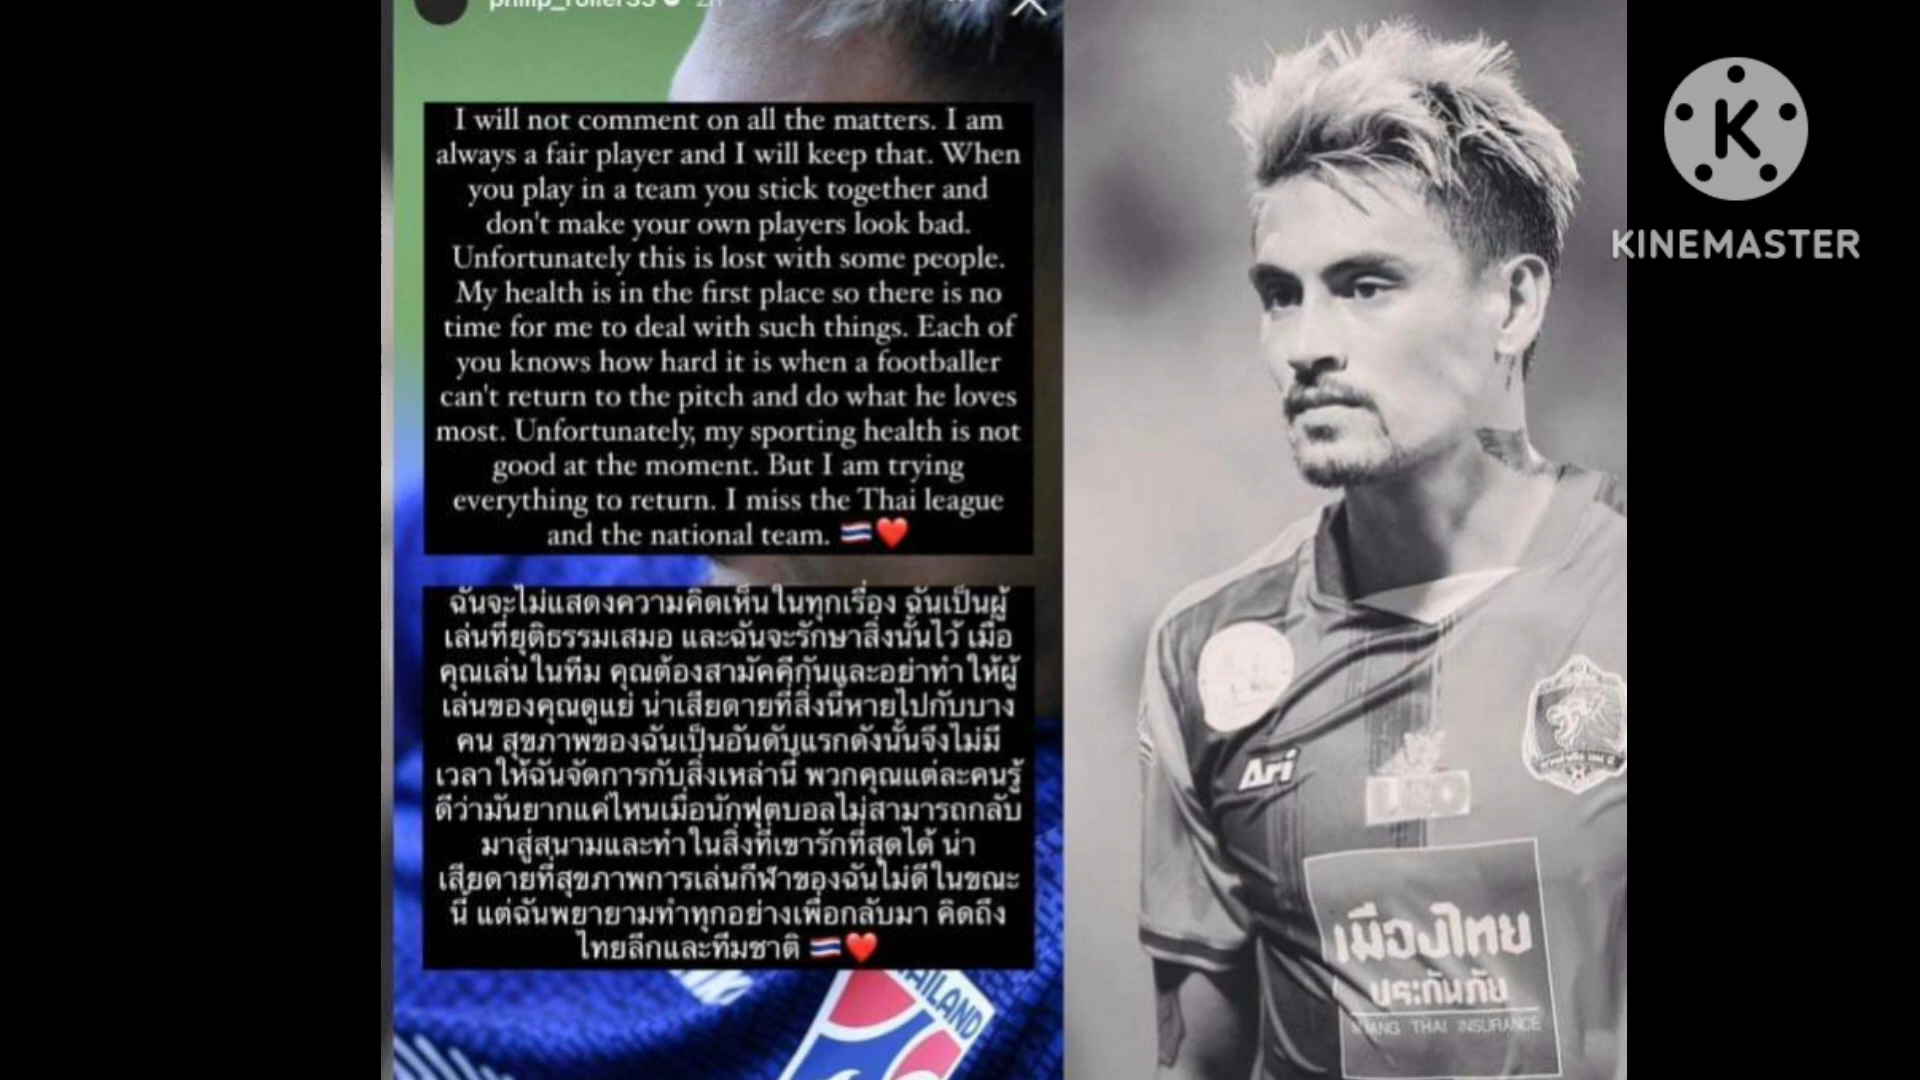 philip_roller33 2h
I will not comment on all the matters. I am
always a fair player and I will keep that. When
you play in a team you stick together and
don't make your own players look bad.
Unfortunately this is lost with some people.
My health is in the first place so there is no
time for me to deal with such things. Each of
you knows how hard it is when a footballer
can't return to the pitch and do what he loves
most. Unfortunately, my sporting health is not
good at the moment. But I am trying
everything to return. I miss the Thai league
and the national team. 🇹🇭❤️
ฉันจะไม่แสดงความคิดเห็นในทุกเรื่อง ฉันเป็นผู้
เล่นที่ยุติธรรมเสมอ และฉันจะรักษาสิ่งนั้นไว้ เมื่อ
คุณเล่นในทีม คุณต้องสามัคคีกันและอย่าทำให้ผู้
เล่นของคุณดูแย่ น่าเสียดายที่สิ่งนี้หายไปกับบาง
คน สุขภาพของฉันเป็นอันดับแรกดังนั้นจึงไม่มี
เวลาให้ฉันจัดการกับสิ่งเหล่านี้ พวกคุณแต่ละคนรู้
ดีว่ามันยากแค่ไหนเมื่อนักฟุตบอลไม่สามารถกลับ
มาสู่สนามและทำในสิ่งที่เขารักที่สุดได้ น่า
เสียดายที่สุขภาพการเล่นกีฬาของฉันไม่ดีในขณะ
นี้ แต่ฉันพยายามทำทุกอย่างเพื่อกลับมา คิดถึง
ไทยลีกและทีมชาติ 🇹🇭❤️
THAILAND
Ari
LEO
เมืองไทย
ประกันภัย
MUANG THAI INSURANCE
K
KINEMASTER